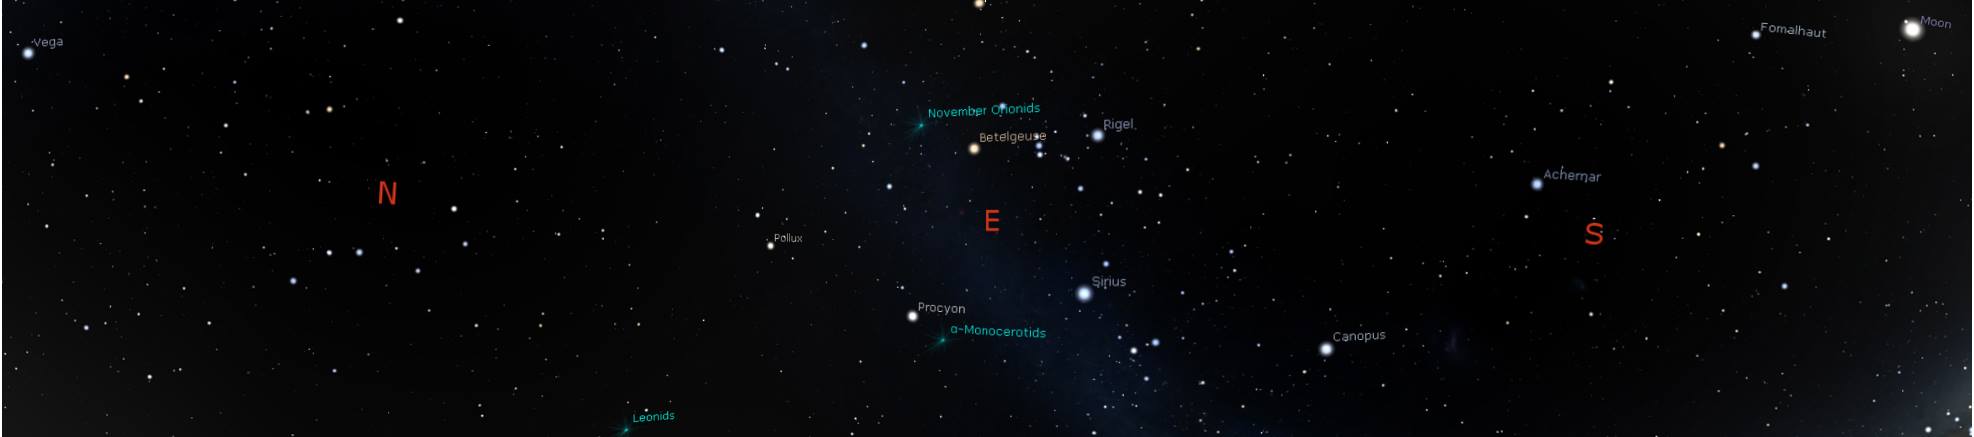 Vega
Fomalhaut
Moon
November Orionids
Betelgeuse
Rigel
Achernar
N
E
S
Pollux
Sirius
Procyon
α-Monocerotids
Canopus
Leonids